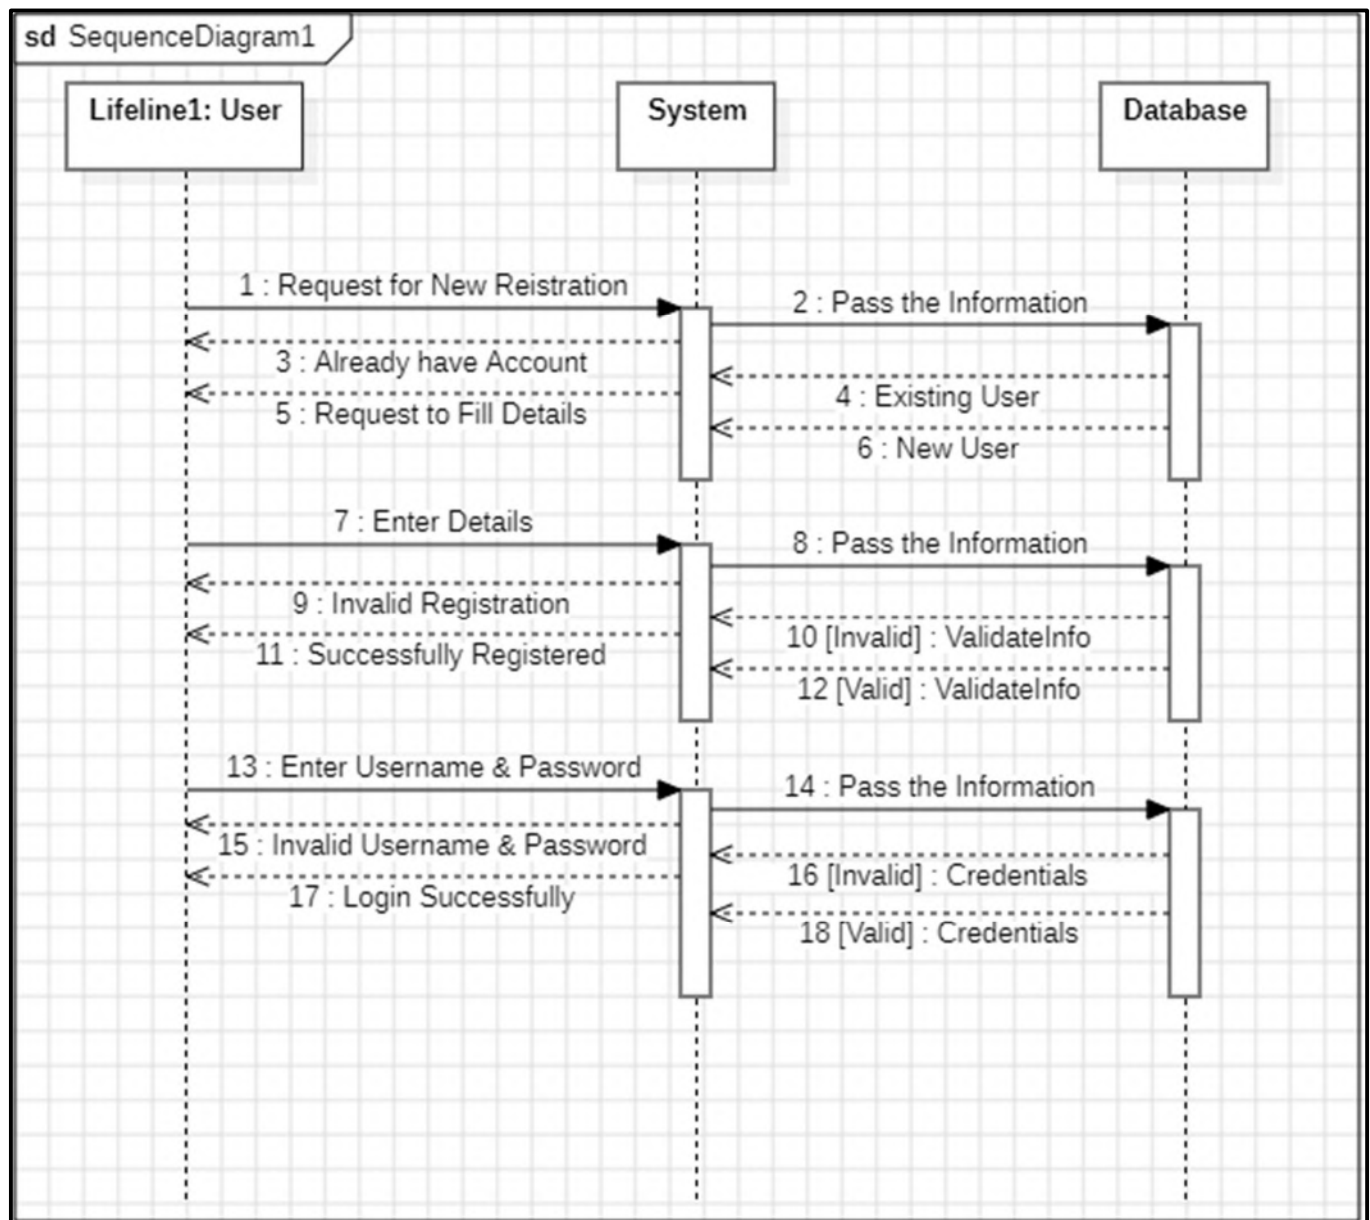 sd SequenceDiagram1
Lifeline1: User
System
Database
1 : Request for New Reistration
2 : Pass the Information
3 : Already have Account
4 : Existing User
5 : Request to Fill Details
6 : New User
7 : Enter Details
8 : Pass the Information
9 : Invalid Registration
10 [Invalid] : ValidateInfo
11 : Successfully Registered
12 [Valid] : ValidateInfo
13 : Enter Username & Password
14 : Pass the Information
15 : Invalid Username & Password
16 [Invalid] : Credentials
17 : Login Successfully
18 [Valid] : Credentials